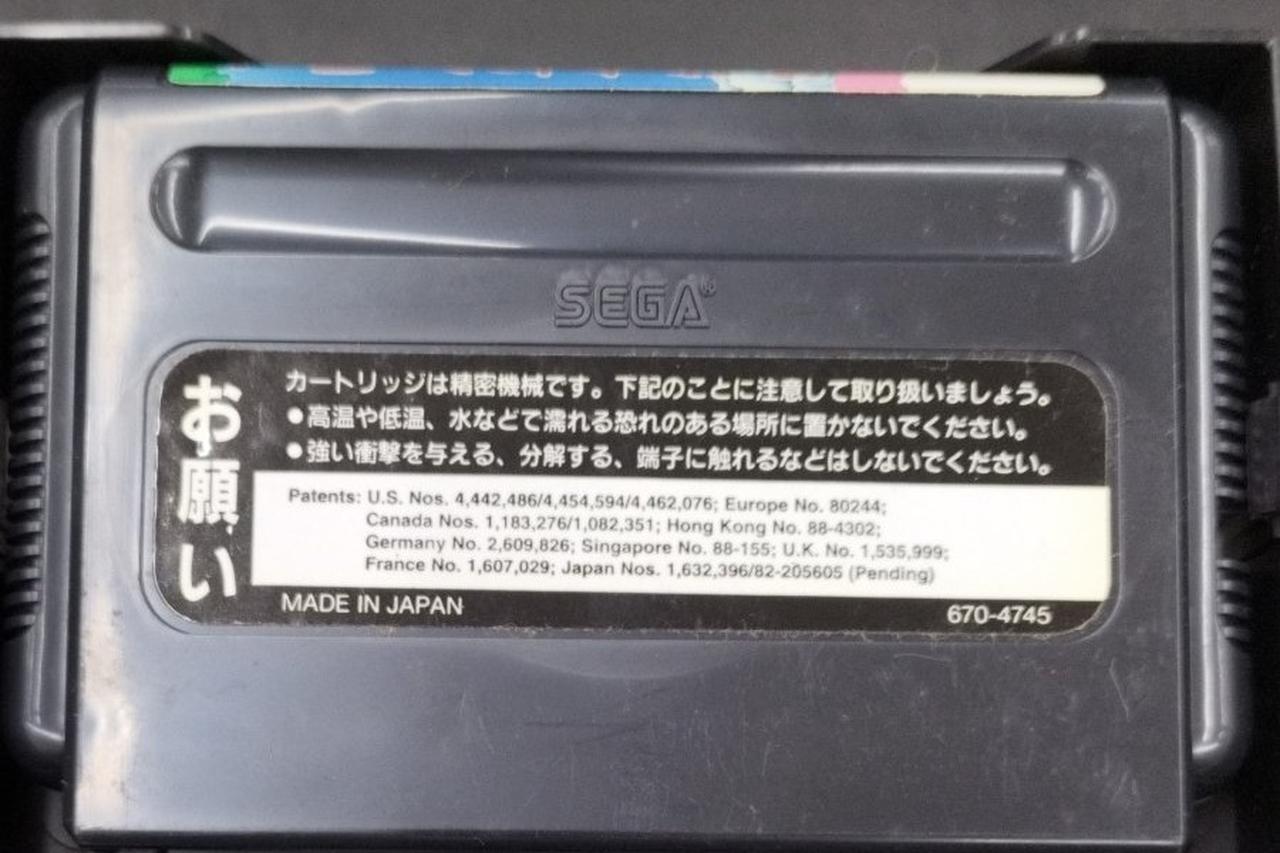 SEGA®
お願い
カートリッジは精密機械です。下記のことに注意して取り扱いましょう。
●高温や低温、水などで濡れる恐れのある場所に置かないでください。
●強い衝撃を与える、分解する、端子に触れるなどはしないでください。
Patents: U.S. Nos. 4,442,486/4,454,594/4,462,076; Europe No. 80244;
Canada Nos. 1,183,276/1,082,351; Hong Kong No. 88-4302;
Germany No. 2,609,826; Singapore No. 88-155; U.K. No. 1,535,999;
France No. 1,607,029; Japan Nos. 1,632,396/82-205605 (Pending)
MADE IN JAPAN
670-4745